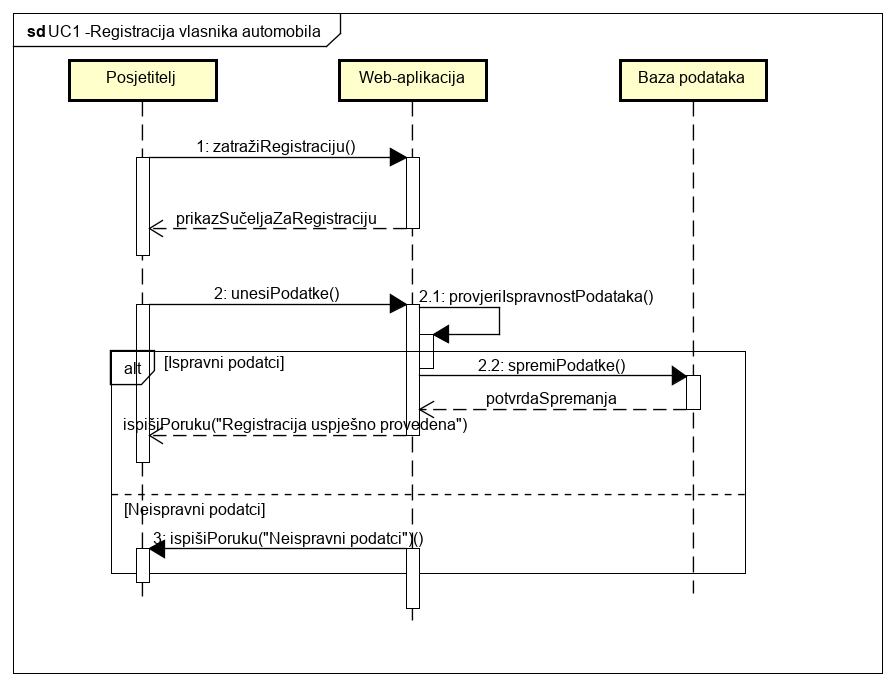 sd UC1 -Registracija vlasnika automobila
Posjetitelj
Web-aplikacija
Baza podataka
1: zatražiRegistraciju()
prikazSučeljaZaRegistraciju
2: unesiPodatke()
2.1: provjeriIspravnostPodataka()
alt
[Ispravni podatci]
2.2: spremiPodatke()
potvrdaSpremanja
ispišiPoruku("Registracija uspješno provedena")
[Neispravni podatci]
3: ispišiPoruku("Neispravni podatci")()